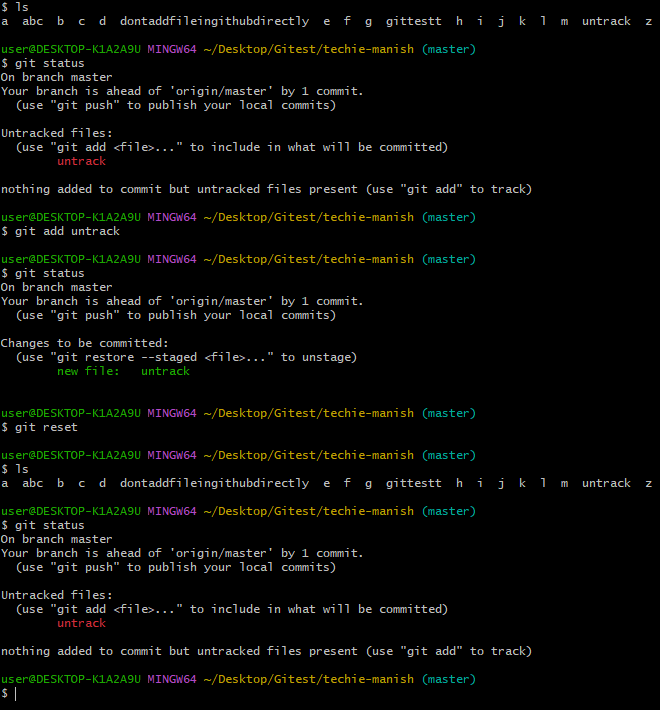 $ ls
a  abc  b  c  d  dontaddfileingithubdirectly  e  f  g  gittestt  h  i  j  k  l  m  untrack  z
user@DESKTOP-K1A2A9U MINGW64 ~/Desktop/Gitest/techie-manish (master)
$ git status
On branch master
Your branch is ahead of 'origin/master' by 1 commit.
  (use "git push" to publish your local commits)
Untracked files:
  (use "git add <file>..." to include in what will be committed)
        untrack
nothing added to commit but untracked files present (use "git add" to track)
user@DESKTOP-K1A2A9U MINGW64 ~/Desktop/Gitest/techie-manish (master)
$ git add untrack
user@DESKTOP-K1A2A9U MINGW64 ~/Desktop/Gitest/techie-manish (master)
$ git status
On branch master
Your branch is ahead of 'origin/master' by 1 commit.
  (use "git push" to publish your local commits)
Changes to be committed:
  (use "git restore --staged <file>..." to unstage)
        new file:   untrack
user@DESKTOP-K1A2A9U MINGW64 ~/Desktop/Gitest/techie-manish (master)
$ git reset
user@DESKTOP-K1A2A9U MINGW64 ~/Desktop/Gitest/techie-manish (master)
$ ls
a  abc  b  c  d  dontaddfileingithubdirectly  e  f  g  gittestt  h  i  j  k  l  m  untrack  z
user@DESKTOP-K1A2A9U MINGW64 ~/Desktop/Gitest/techie-manish (master)
$ git status
On branch master
Your branch is ahead of 'origin/master' by 1 commit.
  (use "git push" to publish your local commits)
Untracked files:
  (use "git add <file>..." to include in what will be committed)
        untrack
nothing added to commit but untracked files present (use "git add" to track)
user@DESKTOP-K1A2A9U MINGW64 ~/Desktop/Gitest/techie-manish (master)
$